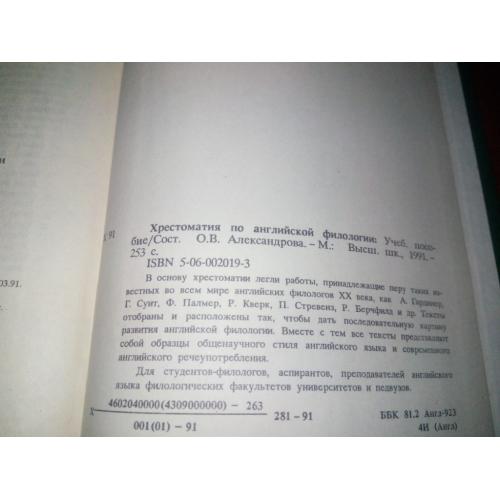 и
03.91.
Х 91
Хрестоматия по английской филологии: Учеб. посо-
бие/Сост. О.В. Александрова. – М.: Высш. шк., 1991. –
253 с.
ISBN 5-06-002019-3
В основу хрестоматии легли работы, принадлежащие перу таких из-
вестных во всем мире английских филологов XX века, как А. Гардинер,
Г. Суит, Ф. Палмер, Р. Кверк, П. Стревенз, Р. Берчфилд и др. Тексты
отобраны и расположены так, чтобы дать последовательную картину
развития английской филологии. Вместе с тем все тексты представляют
собой образцы общенаучного стиля английского языка и современного
английского речеупотребления.
Для студентов-филологов, аспирантов, преподавателей английского
языка филологических факультетов университетов и педвузов.
Х 4602040000(4309000000) – 263
001(01) – 91
281 – 91
ББК 81.2 Англ-923
4И (Англ)